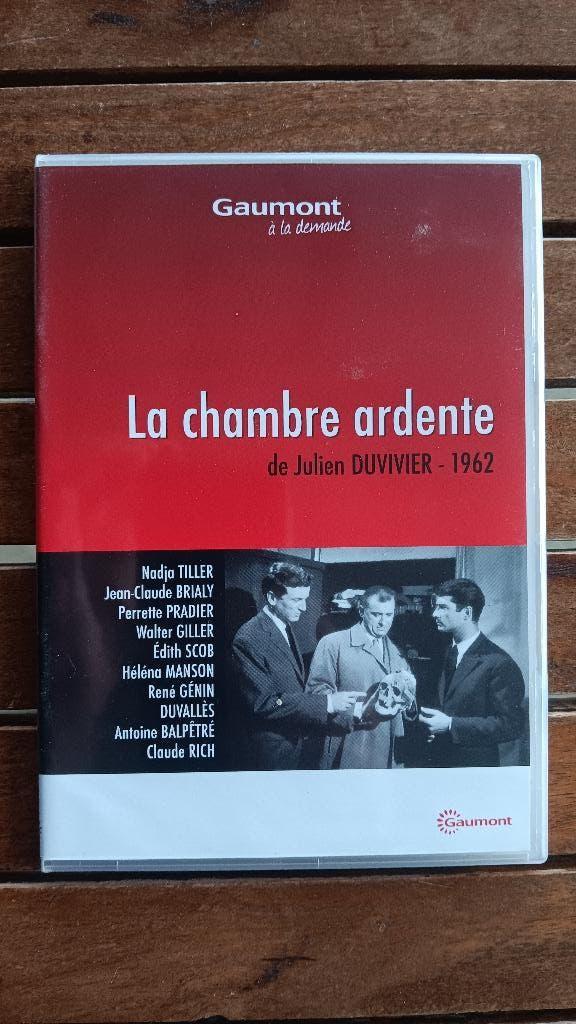 Gaumont
à la demande
La chambre ardente
de Julien DUVIVIER - 1962
Nadja TILLER
Jean-Claude BRIALY
Perrette PRADIER
Walter GILLER
Édith SCOB
Héléna MANSON
René GÉNIN
DUVALLÈS
Antoine BALPÊTRÉ
Claude RICH
Gaumont